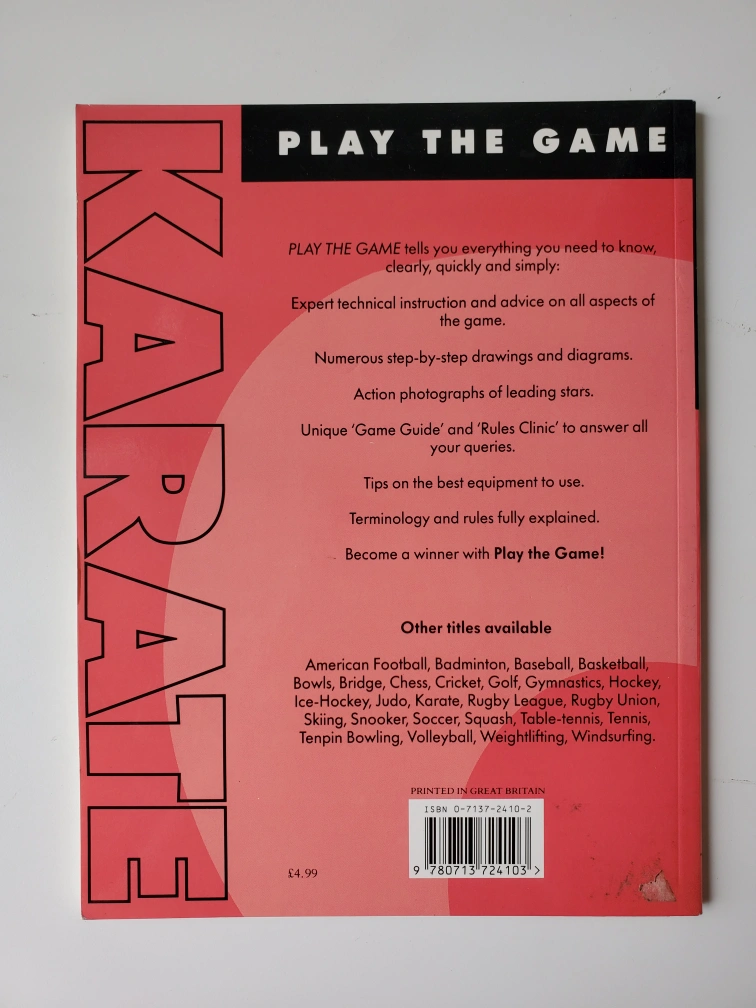 KARATE
PLAY THE GAME
PLAY THE GAME tells you everything you need to know,
clearly, quickly and simply:
Expert technical instruction and advice on all aspects of
the game.
Numerous step-by-step drawings and diagrams.
Action photographs of leading stars.
Unique ‘Game Guide’ and ‘Rules Clinic’ to answer all
your queries.
Tips on the best equipment to use.
Terminology and rules fully explained.
Become a winner with Play the Game!
Other titles available
American Football, Badminton, Baseball, Basketball,
Bowls, Bridge, Chess, Cricket, Golf, Gymnastics, Hockey,
Ice-Hockey, Judo, Karate, Rugby League, Rugby Union,
Skiing, Snooker, Soccer, Squash, Table-tennis, Tennis,
Tenpin Bowling, Volleyball, Weightlifting, Windsurfing.
PRINTED IN GREAT BRITAIN
ISBN 0-7137-2410-2
9 780713 724103 >
£4.99